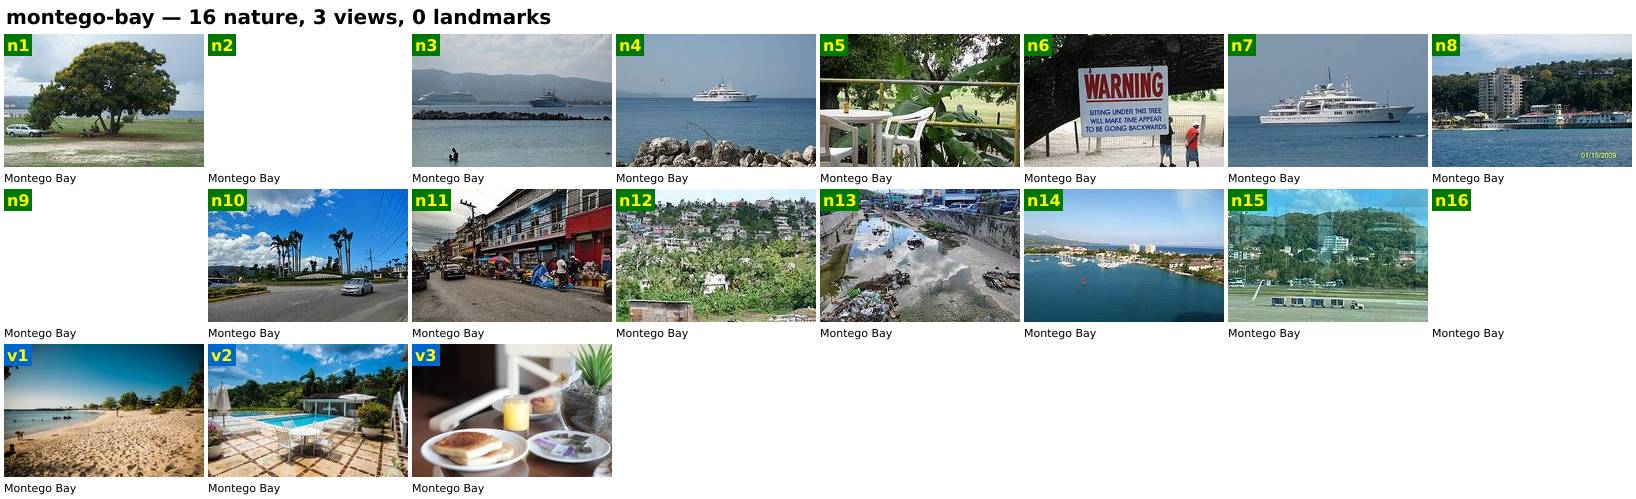 montego-bay — 16 nature, 3 views, 0 landmarks
n1
n2
n3
n4
n5
n6
n7
n8
WARNING
SITTING UNDER THIS TREE
WILL MAKE TIME APPEAR
TO BE GOING BACKWARDS
01/15/2009
Montego Bay
Montego Bay
Montego Bay
Montego Bay
Montego Bay
Montego Bay
Montego Bay
Montego Bay
n9
n10
n11
n12
n13
n14
n15
n16
Montego Bay
Montego Bay
Montego Bay
Montego Bay
Montego Bay
Montego Bay
Montego Bay
Montego Bay
v1
v2
v3
Montego Bay
Montego Bay
Montego Bay